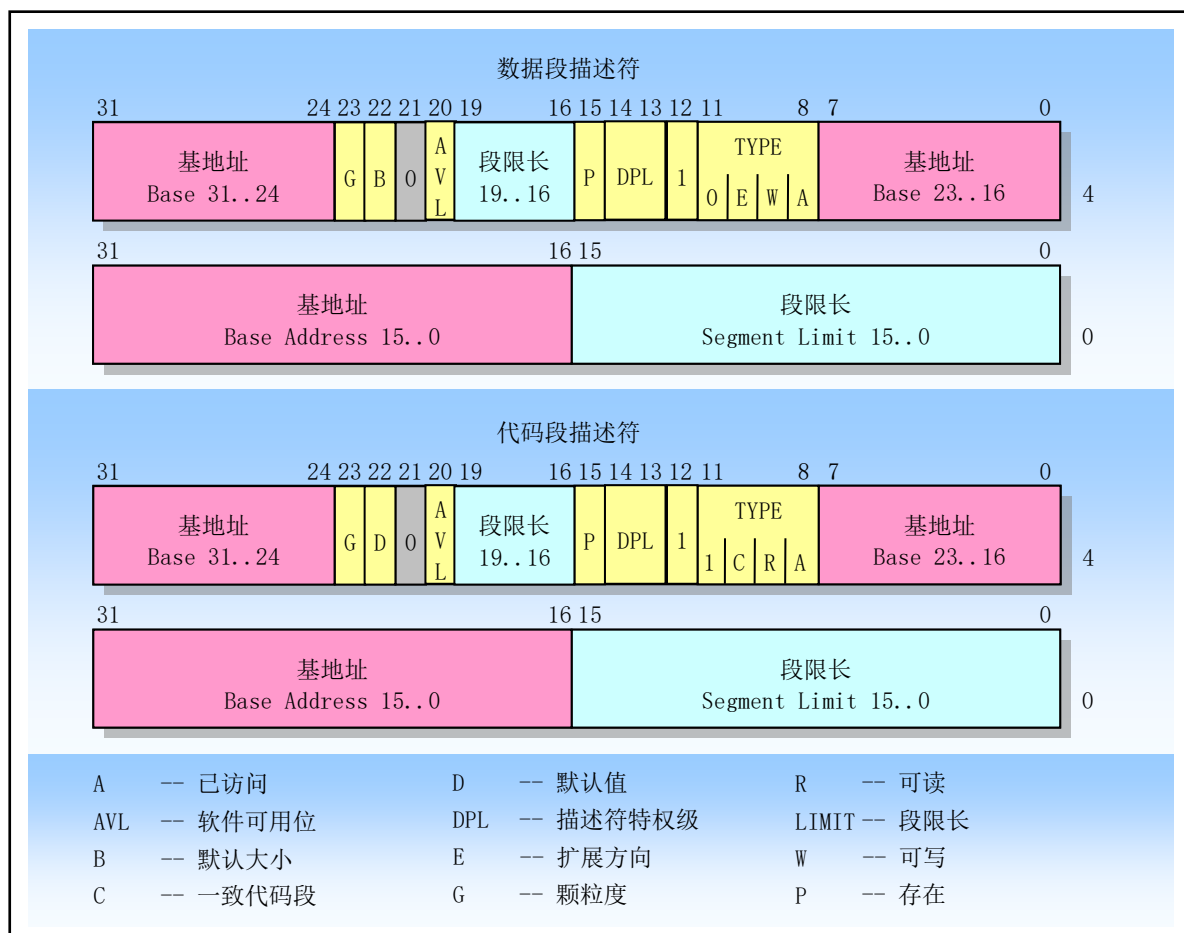 数据段描述符
31 24 23 22 21 20 19 16 15 14 13 12 11 8 7 0
基地址 A 段限长 TYPE 基地址
Base 31..24 G B 0 V 19..16 P DPL 1 Base 23..16 4
L 0 E W A
31 16 15 0
基地址 段限长
Base Address 15..0 Segment Limit 15..0 0
代码段描述符
31 24 23 22 21 20 19 16 15 14 13 12 11 8 7 0
基地址 A 段限长 TYPE 基地址
Base 31..24 G D 0 V 19..16 P DPL 1 Base 23..16 4
L 1 C R A
31 16 15 0
基地址 段限长
Base Address 15..0 Segment Limit 15..0 0
A -- 已访问 D -- 默认值 R -- 可读
AVL -- 软件可用位 DPL -- 描述符特权级 LIMIT -- 段限长
B -- 默认大小 E -- 扩展方向 W -- 可写
C -- 一致代码段 G -- 颗粒度 P -- 存在